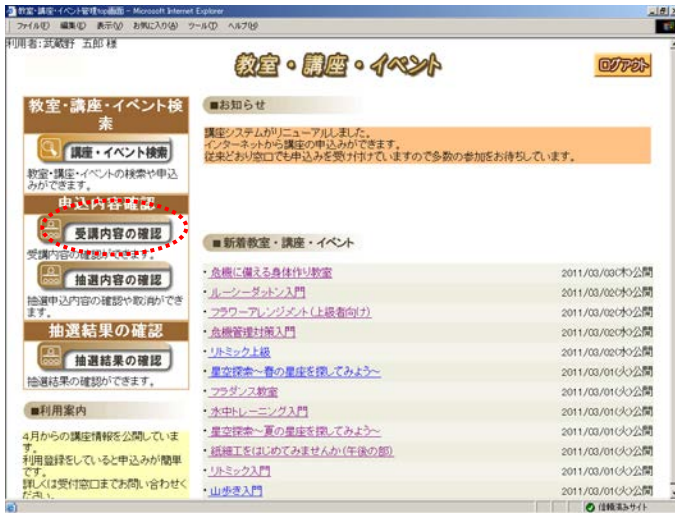 教室・講座・イベント管理top画面 - Microsoft Internet Explorer
ファイル(F) 編集(E) 表示(V) お気に入り(A) ツール(T) ヘルプ(H)
利用者:武蔵野 五郎 様
教室・講座・イベント
ログアウト
教室・講座・イベント検
索
講座・イベント検索
教室・講座・イベントの検索や申込
みができます。
申込内容確認
受講内容の確認
受講内容の確認ができます。
抽選内容の確認
抽選申込内容の確認や取消ができ
ます。
抽選結果の確認
抽選結果の確認
抽選結果の確認ができます。
■利用案内
4月からの講座情報を公開していま
す。
利用登録をしていると申込みが簡単
です。
詳しくは受付窓口までお問い合わせく
ださい。
■お知らせ
講座システムがリニューアルしました。
インターネットから講座の申込みができます。
従来どおり窓口でも申込みを受け付けていますので多数の参加をお待ちしています。
■新着教室・講座・イベント
・危機に備える身体作り教室 2011/03/03(木)公開
・ルーシーダットン入門 2011/03/02(水)公開
・フラワーアレンジメント(上級者向け) 2011/03/02(水)公開
・危機管理対策入門 2011/03/02(水)公開
・リトミック上級 2011/03/02(水)公開
・星空探索～春の星座を探してみよう～ 2011/03/01(火)公開
・フラダンス教室 2011/03/01(火)公開
・水中トレーニング入門 2011/03/01(火)公開
・星空探索～夏の星座を探してみよう～ 2011/03/01(火)公開
・紙細工をはじめてみませんか(午後の部) 2011/03/01(火)公開
・リトミック入門 2011/03/01(火)公開
・山歩き入門 2011/03/01(火)公開
信頼済みサイト